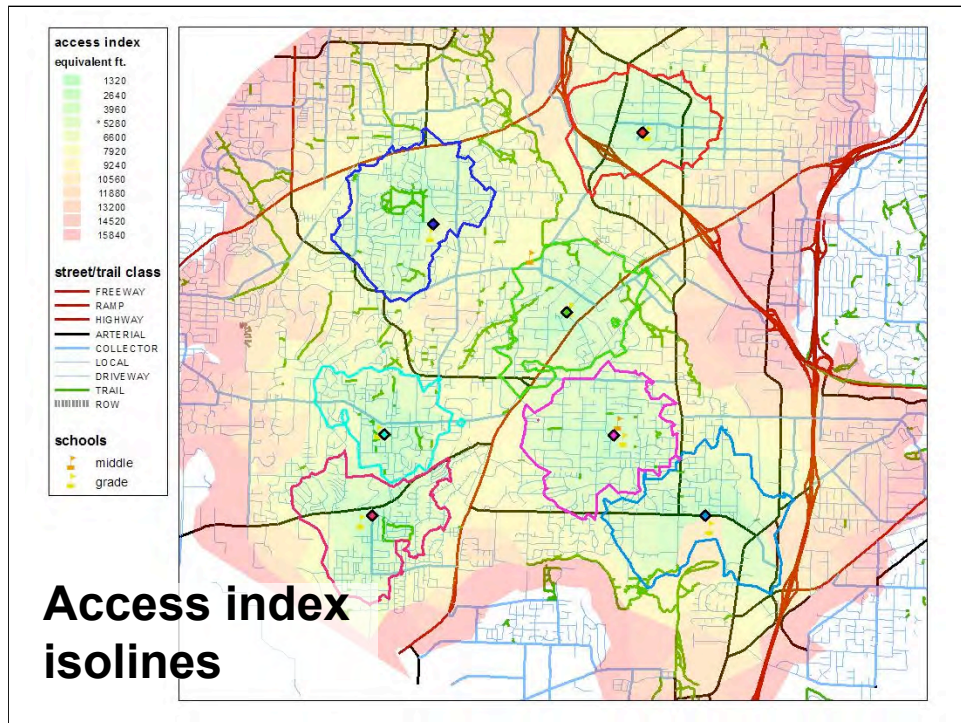 access index
equivalent ft.
1320
2640
3960
* 5280
6600
7920
9240
10560
11880
13200
14520
15840
street/trail class
FREEWAY
RAMP
HIGHWAY
ARTERIAL
COLLECTOR
LOCAL
DRIVEWAY
TRAIL
ROW
schools
middle
grade
Access index
isolines